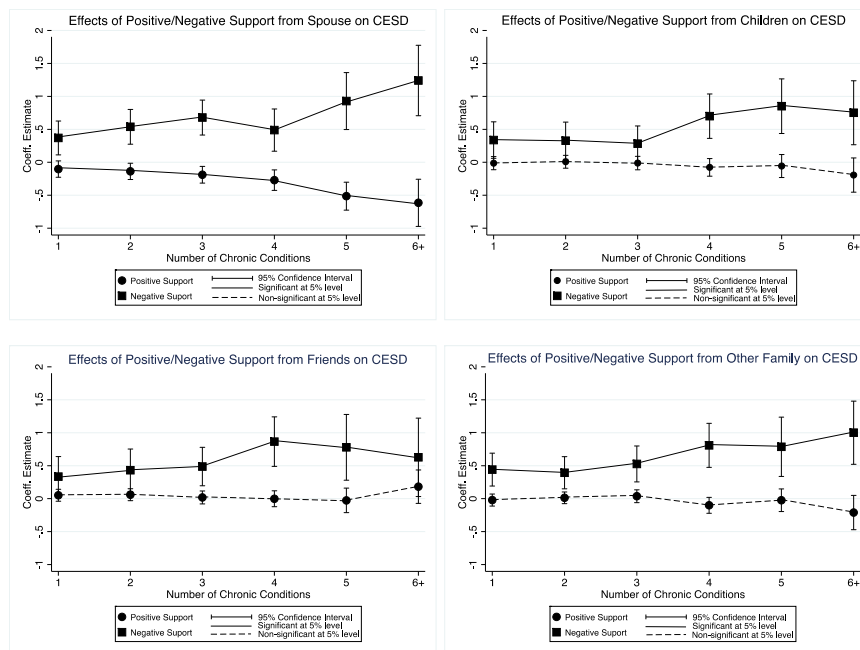 Effects of Positive/Negative Support from Spouse on CESD
Coeff. Estimate
2
1.5
1
.5
0
-.5
-1
1 2 3 4 5 6+
Number of Chronic Conditions
Positive Support 95% Confidence Interval
Significant at 5% level
Negative Suport Non-significant at 5% level
Effects of Positive/Negative Support from Children on CESD
Coeff. Estimate
2
1.5
1
.5
0
-.5
-1
1 2 3 4 5 6+
Number of Chronic Conditions
Positive Support 95% Confidence Interval
Significant at 5% level
Negative Suport Non-significant at 5% level
Effects of Positive/Negative Support from Friends on CESD
Coeff. Estimate
2
1.5
1
.5
0
-.5
-1
1 2 3 4 5 6+
Number of Chronic Conditions
Positive Support 95% Confidence Interval
Significant at 5% level
Negative Suport Non-significant at 5% level
Effects of Positive/Negative Support from Other Family on CESD
Coeff. Estimate
2
1.5
1
.5
0
-.5
-1
1 2 3 4 5 6+
Number of Chronic Conditions
Positive Support 95% Confidence Interval
Significant at 5% level
Negative Suport Non-significant at 5% level